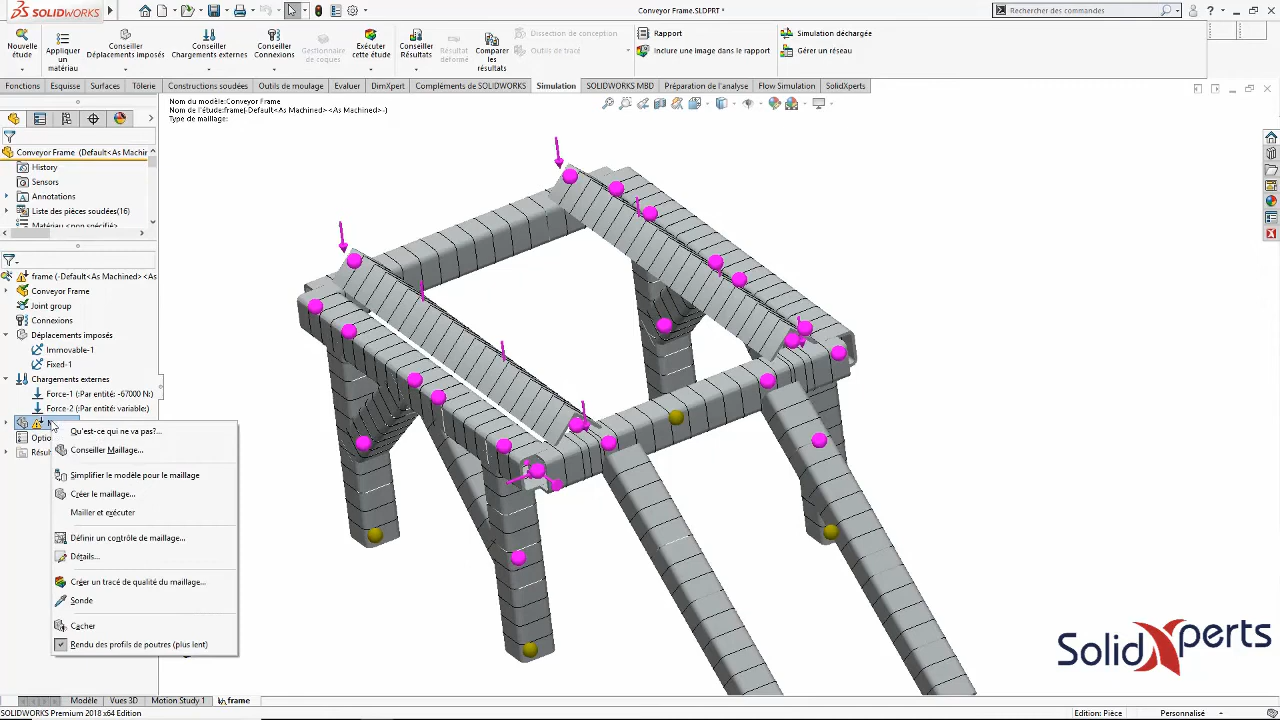 SOLIDWORKS
Conveyor Frame.SLDPRT *
Rechercher des commandes
Nouvelle étude
Appliquer un matériau
Conseiller Déplacements imposés
Conseiller Chargements externes
Conseiller Connexions
Gestionnaire de coques
Exécuter cette étude
Conseiller Résultats
Résultat déformé
Comparer les résultats
Dissection de conception
Outils de tracé
Rapport
Inclure une image dans le rapport
Simulation déchargée
Gérer un réseau
Fonctions
Esquisse
Surfaces
Tôlerie
Constructions soudées
Outils de moulage
Evaluer
DimXpert
Compléments de SOLIDWORKS
Simulation
SOLIDWORKS MBD
Préparation de l'analyse
Flow Simulation
SolidXperts
Nom du modèle:Conveyor Frame
Nom de l'étude:frame(-Default<As Machined>-)
Type de maillage:
Conveyor Frame (Default<As Machin
History
Sensors
Annotations
Liste des pièces soudées(16)
Matériau <non spécifié>
frame (-Default<As Machined><As
Conveyor Frame
Joint group
Connexions
Déplacements imposés
Immovable-1
Fixed-1
Chargements externes
Force-1 (:Par entité: -67000 N:)
Force-2 (:Par entité: variable:)
Optio
Résul
Qu'est-ce qui ne va pas?...
Conseiller Maillage...
Simplifier le modèle pour le maillage
Créer le maillage...
Mailler et exécuter
Définir un contrôle de maillage...
Détails...
Créer un tracé de qualité du maillage...
Sonde
Cacher
Rendu des profils de poutres (plus lent)
SolidXperts
Modèle
Vues 3D
Motion Study 1
frame
SOLIDWORKS Premium 2018 x64 Edition
Edition: Pièce
Personnalisé